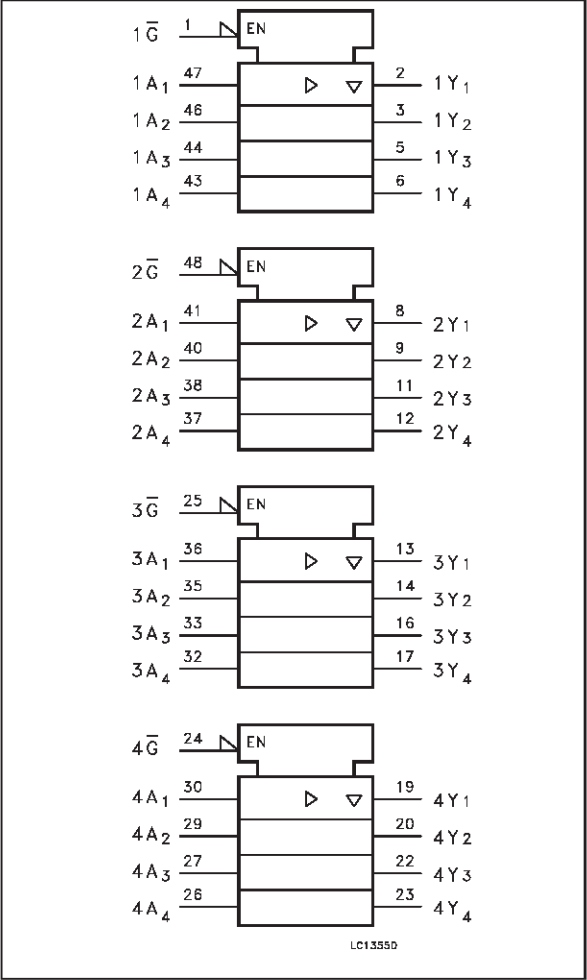 1G̅ 1 EN
1A₁ 47 2 1Y₁
1A₂ 46 3 1Y₂
1A₃ 44 5 1Y₃
1A₄ 43 6 1Y₄
2G̅ 48 EN
2A₁ 41 8 2Y₁
2A₂ 40 9 2Y₂
2A₃ 38 11 2Y₃
2A₄ 37 12 2Y₄
3G̅ 25 EN
3A₁ 36 13 3Y₁
3A₂ 35 14 3Y₂
3A₃ 33 16 3Y₃
3A₄ 32 17 3Y₄
4G̅ 24 EN
4A₁ 30 19 4Y₁
4A₂ 29 20 4Y₂
4A₃ 27 22 4Y₃
4A₄ 26 23 4Y₄
LC13550